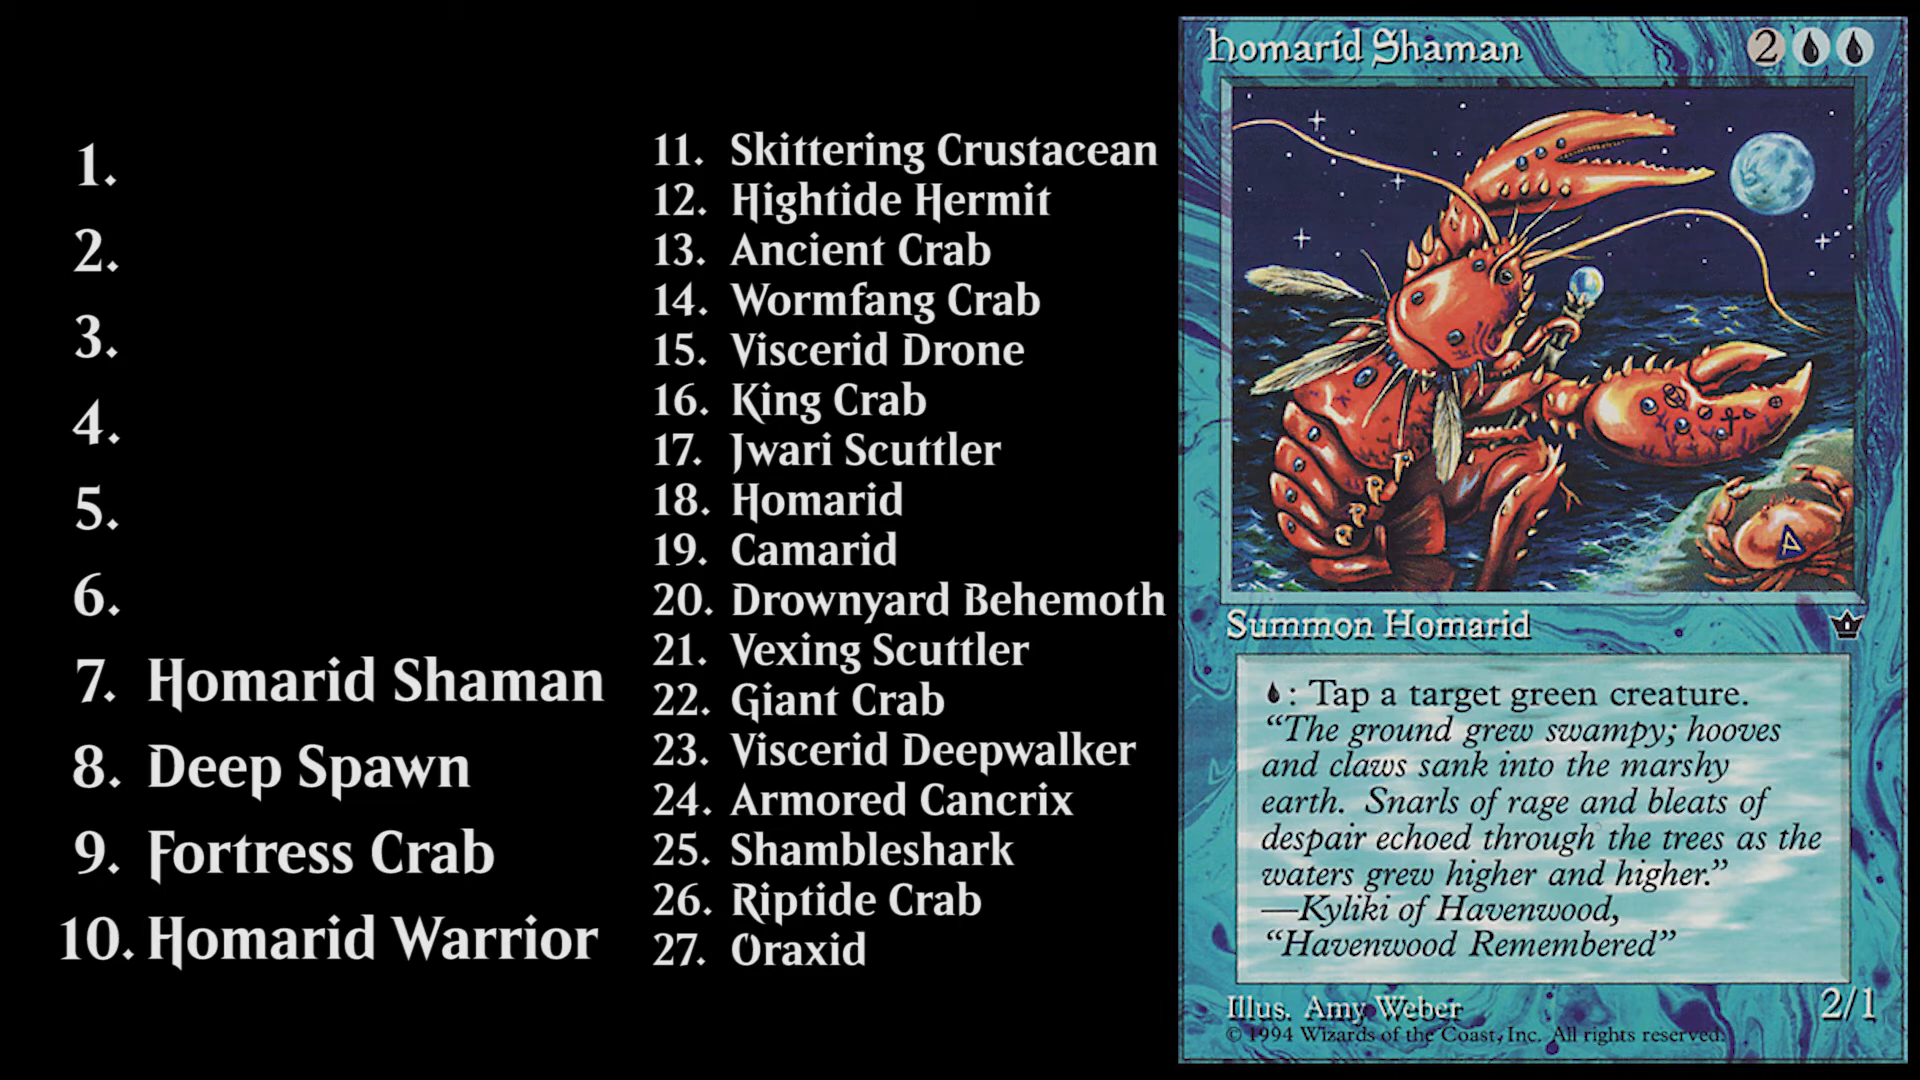 1.
2.
3.
4.
5.
6.
7. Homarid Shaman
8. Deep Spawn
9. Fortress Crab
10. Homarid Warrior
11. Skittering Crustacean
12. Hightide Hermit
13. Ancient Crab
14. Wormfang Crab
15. Viscerid Drone
16. King Crab
17. Jwari Scuttler
18. Homarid
19. Camarid
20. Drownyard Behemoth
21. Vexing Scuttler
22. Giant Crab
23. Viscerid Deepwalker
24. Armored Cancrix
25. Shambleshark
26. Riptide Crab
27. Oraxid
Homarid Shaman 2
Summon Homarid
: Tap a target green creature.
“The ground grew swampy; hooves
and claws sank into the marshy
earth. Snarls of rage and bleats of
despair echoed through the trees as the
waters grew higher and higher.”
—Kyliki of Havenwood,
“Havenwood Remembered”
Illus. Amy Weber 2/1
© 1994 Wizards of the Coast, Inc. All rights reserved.